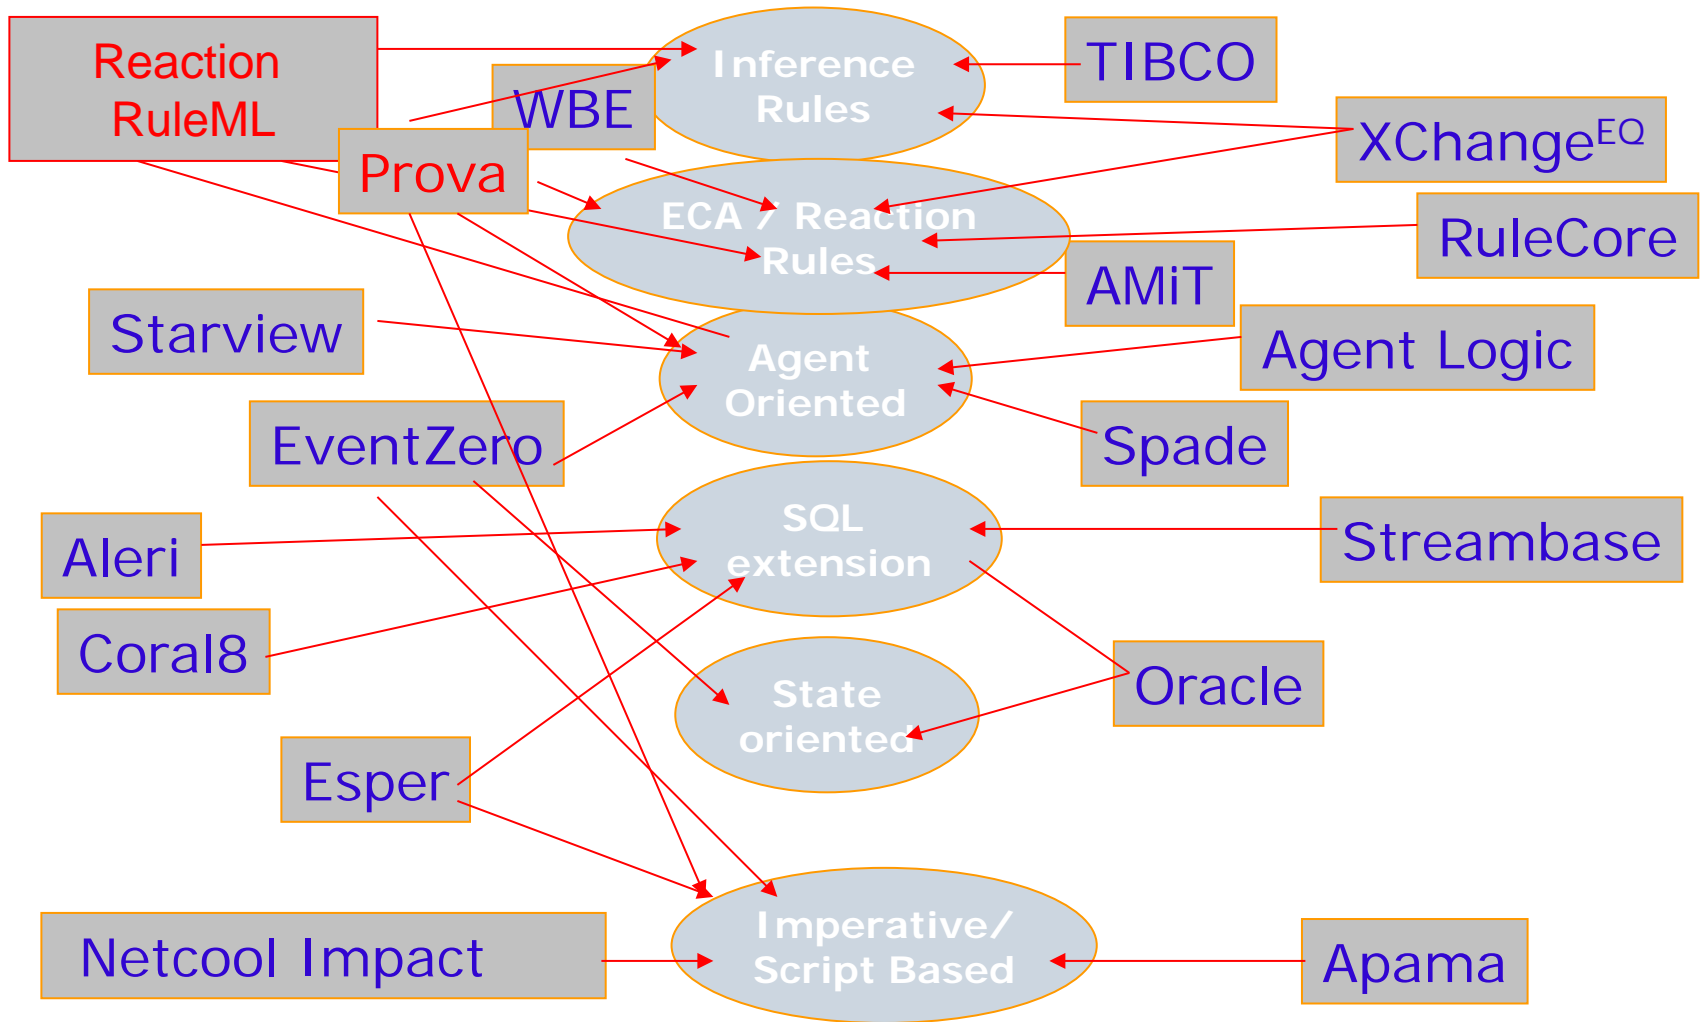 Reaction
RuleML
Inference
Rules
TIBCO
WBE
XChangeEQ
Prova
ECA / Reaction
Rules
RuleCore
AMiT
Starview
Agent
Oriented
Agent Logic
EventZero
Spade
SQL
extension
Streambase
Aleri
Coral8
State
oriented
Oracle
Esper
Imperative/
Script Based
Netcool Impact
Apama